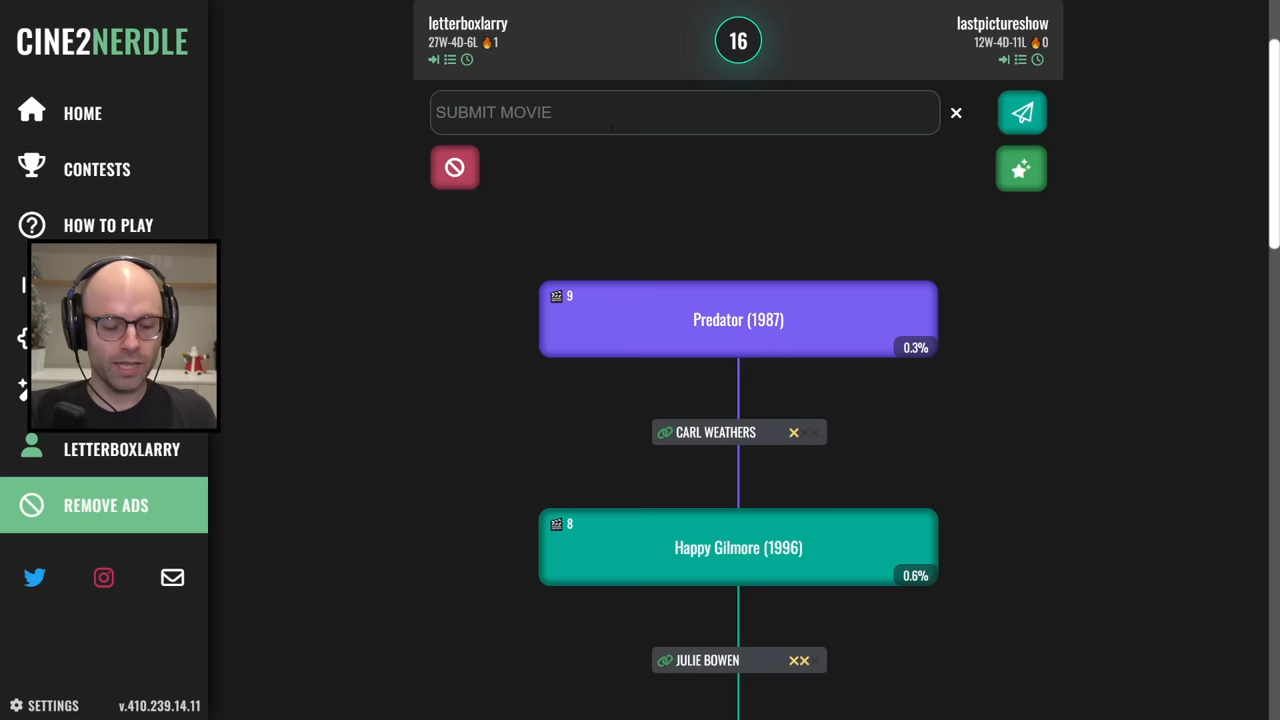 CINE2NERDLE
HOME
CONTESTS
HOW TO PLAY
LETTERBOXLARRY
REMOVE ADS
SETTINGS
v.410.239.14.11
letterboxlarry
27W-4D-6L 🔥1
16
lastpictureshow
12W-4D-11L 🔥0
SUBMIT MOVIE
9
Predator (1987)
0.3%
CARL WEATHERS
8
Happy Gilmore (1996)
0.6%
JULIE BOWEN